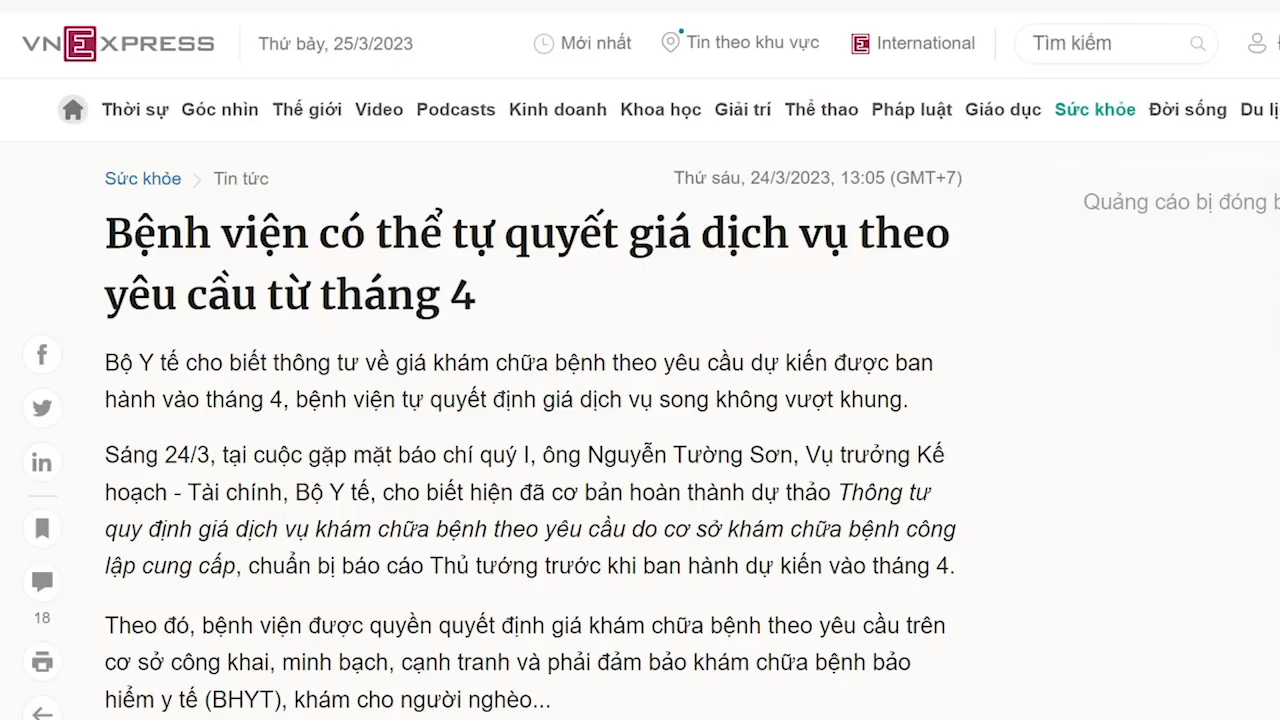 VNEXPRESS
Thứ bảy, 25/3/2023
Mới nhất
Tin theo khu vực
E International
Tìm kiếm
Thời sự Góc nhìn Thế giới Video Podcasts Kinh doanh Khoa học Giải trí Thể thao Pháp luật Giáo dục Sức khỏe Đời sống Du lị
Sức khỏe > Tin tức
Thứ sáu, 24/3/2023, 13:05 (GMT+7)
Quảng cáo bị đóng b
Bệnh viện có thể tự quyết giá dịch vụ theo
yêu cầu từ tháng 4
Bộ Y tế cho biết thông tư về giá khám chữa bệnh theo yêu cầu dự kiến được ban
hành vào tháng 4, bệnh viện tự quyết định giá dịch vụ song không vượt khung.
Sáng 24/3, tại cuộc gặp mặt báo chí quý I, ông Nguyễn Tường Sơn, Vụ trưởng Kế
hoạch - Tài chính, Bộ Y tế, cho biết hiện đã cơ bản hoàn thành dự thảo Thông tư
quy định giá dịch vụ khám chữa bệnh theo yêu cầu do cơ sở khám chữa bệnh công
lập cung cấp, chuẩn bị báo cáo Thủ tướng trước khi ban hành dự kiến vào tháng 4.
18
Theo đó, bệnh viện được quyền quyết định giá khám chữa bệnh theo yêu cầu trên
cơ sở công khai, minh bạch, cạnh tranh và phải đảm bảo khám chữa bệnh bảo
hiểm y tế (BHYT), khám cho người nghèo...